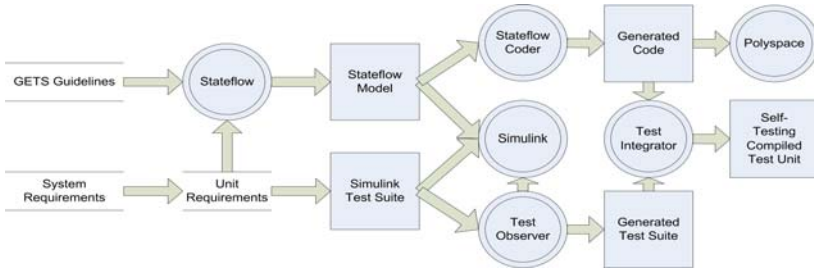 GETS Guidelines
Stateflow
Stateflow
Model
Stateflow
Coder
Generated
Code
Polyspace
Simulink
Test
Integrator
Self-
Testing
Compiled
Test Unit
System
Requirements
Unit
Requirements
Simulink
Test Suite
Test
Observer
Generated
Test Suite